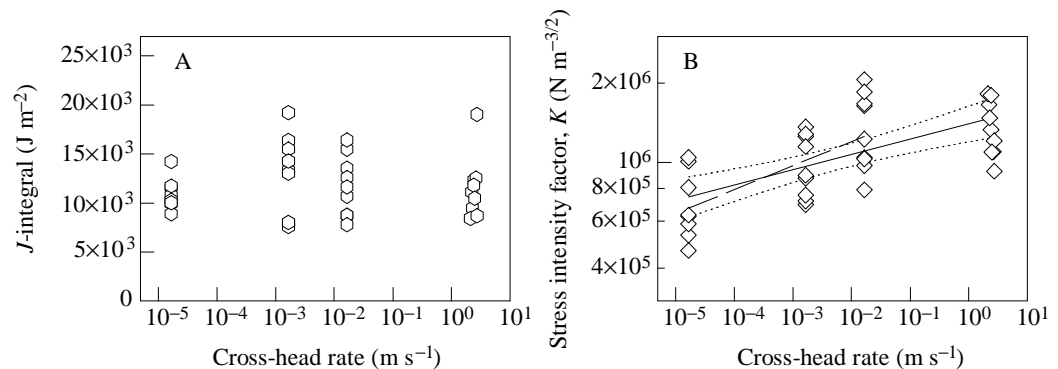 A
J-integral (J m⁻²)
25×10³
20×10³
15×10³
10×10³
5×10³
0
10⁻⁵ 10⁻⁴ 10⁻³ 10⁻² 10⁻¹ 10⁰ 10¹
Cross-head rate (m s⁻¹)
B
Stress intensity factor, K (N m⁻³/²)
2×10⁶
10⁶
8×10⁵
6×10⁵
4×10⁵
10⁻⁵ 10⁻⁴ 10⁻³ 10⁻² 10⁻¹ 10⁰ 10¹
Cross-head rate (m s⁻¹)